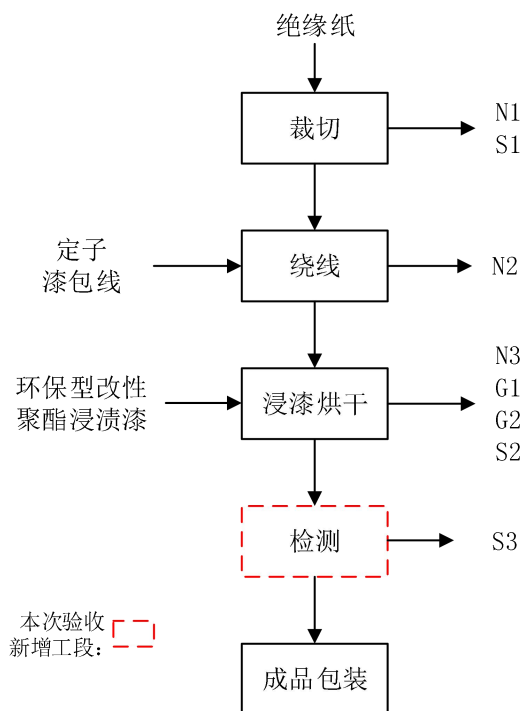 绝缘纸
裁切
N1
S1
定子
漆包线
绕线
N2
环保型改性
聚酯浸渍漆
浸漆烘干
N3
G1
G2
S2
检测
S3
本次验收
新增工段：
成品包装